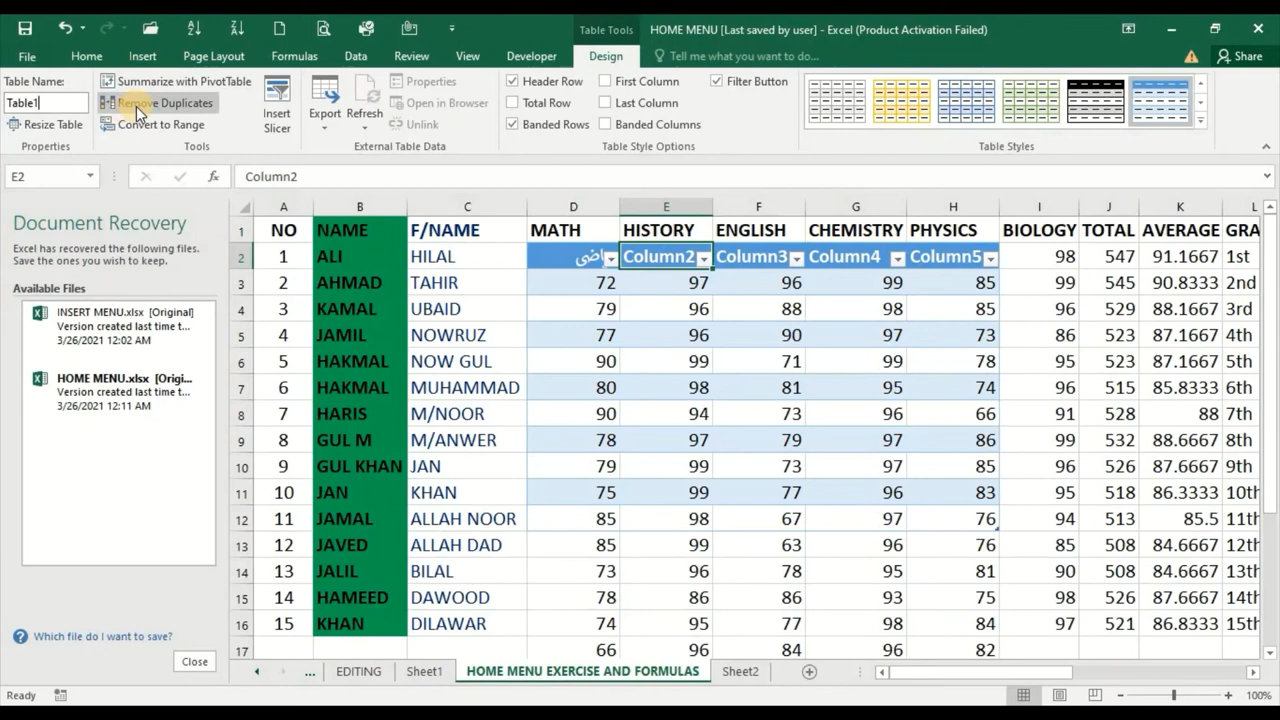 Table Tools
HOME MENU [Last saved by user] - Excel (Product Activation Failed)
File Home Insert Page Layout Formulas Data Review View Developer Design Tell me what you want to do... Share
Table Name:
Table1
Resize Table
Properties
Summarize with PivotTable
Remove Duplicates
Convert to Range
Tools
Insert
Slicer
Export
Refresh
Properties
Open in Browser
Unlink
External Table Data
Header Row First Column Filter Button
Total Row Last Column
Banded Rows Banded Columns
Table Style Options
Table Styles
E2 fx Column2
Document Recovery
Excel has recovered the following files.
Save the ones you wish to keep.
Available Files
INSERT MENU.xlsx [Original]
Version created last time t...
3/26/2021 12:02 AM
HOME MENU.xlsx [Origi...
Version created last time t...
3/26/2021 12:11 AM
Which file do I want to save?
Close
A B C D E F G H I J K L
1 NO NAME F/NAME MATH HISTORY ENGLISH CHEMISTRY PHYSICS BIOLOGY TOTAL AVERAGE GRA
2 1 ALI HILAL Column2 Column3 Column4 Column5 98 547 91.1667 1st
3 2 AHMAD TAHIR 72 97 96 99 85 99 545 90.8333 2nd
4 3 KAMAL UBAID 79 96 88 98 85 96 529 88.1667 3rd
5 4 JAMIL NOWRUZ 77 96 90 97 73 86 523 87.1667 4th
6 5 HAKMAL NOW GUL 90 99 71 99 78 95 523 87.1667 5th
7 6 HAKMAL MUHAMMAD 80 98 81 95 74 96 515 85.8333 6th
8 7 HARIS M/NOOR 90 94 73 96 66 91 528 88 7th
9 8 GUL M M/ANWER 78 97 79 97 86 99 532 88.6667 8th
10 9 GUL KHAN JAN 79 99 73 97 85 96 526 87.6667 9th
11 10 JAN KHAN 75 99 77 96 83 95 518 86.3333 10th
12 11 JAMAL ALLAH NOOR 85 98 67 97 76 94 513 85.5 11th
13 12 JAVED ALLAH DAD 85 99 63 96 76 85 508 84.6667 12th
14 13 JALIL BILAL 73 96 78 95 81 90 508 84.6667 13th
15 14 HAMEED DAWOOD 78 86 86 93 75 98 526 87.6667 14th
16 15 KHAN DILAWAR 74 95 77 98 84 97 521 86.8333 15th
17 66 96 84 96 82
... EDITING Sheet1 HOME MENU EXERCISE AND FORMULAS Sheet2
Ready 100%